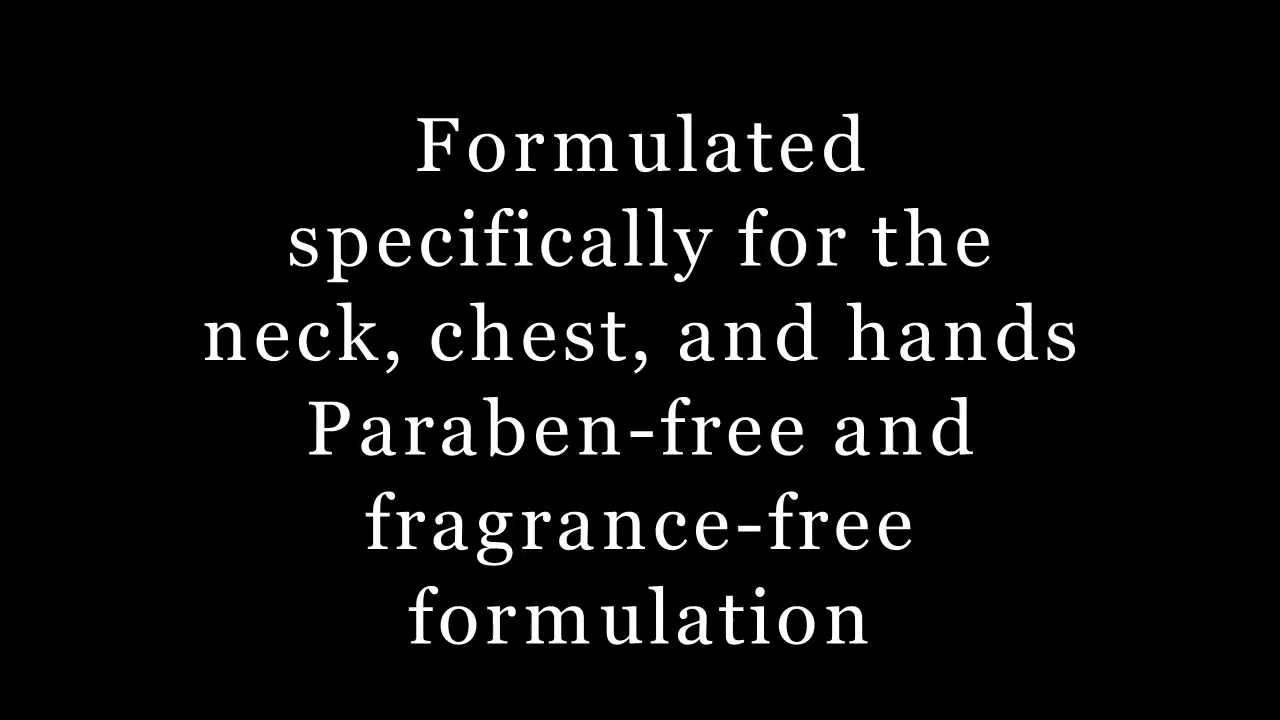 Formulated
specifically for the
neck, chest, and hands
Paraben-free and
fragrance-free
formulation